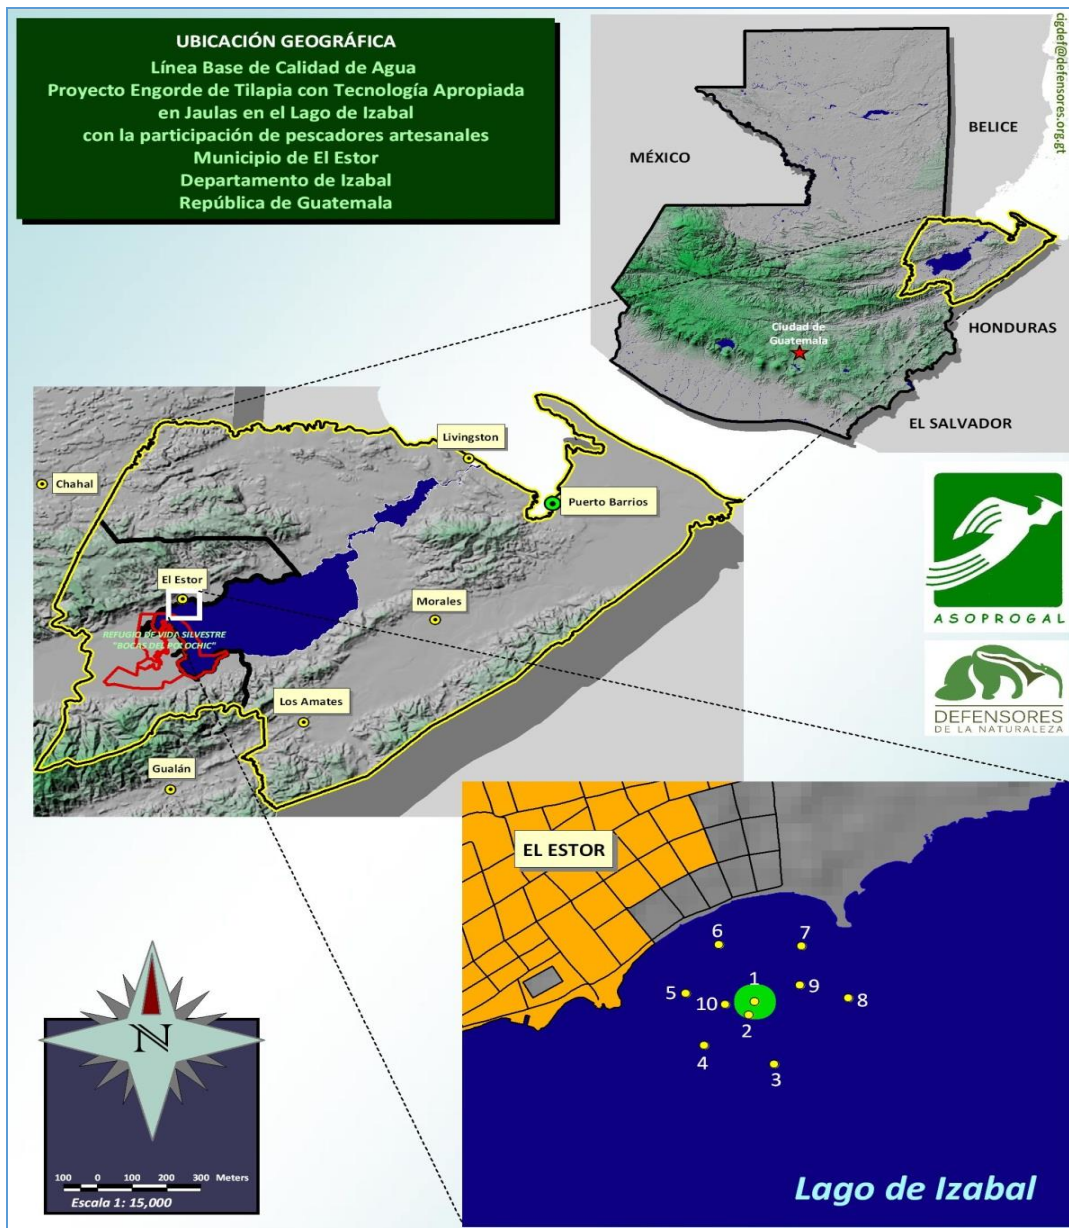 UBICACIÓN GEOGRÁFICA
Línea Base de Calidad de Agua
Proyecto Engorde de Tilapia con Tecnología Apropiada
en Jaulas en el Lago de Izabal
con la participación de pescadores artesanales
Municipio de El Estor
Departamento de Izabal
República de Guatemala
cigdef@defensores.org.gt
BELICE
MÉXICO
HONDURAS
Ciudad de
Guatemala
EL SALVADOR
Livingston
Chahal
Puerto Barrios
El Estor
Morales
REFUGIO DE VIDA SILVESTRE
"BOCAS DEL POLOCHIC"
Los Amates
Gualán
ASOPROGAL
DEFENSORES
DE LA NATURALEZA
EL ESTOR
6
7
1
5
10
9
8
2
4
3
Lago de Izabal
N
100 0 100 200 300 Meters
Escala 1: 15,000